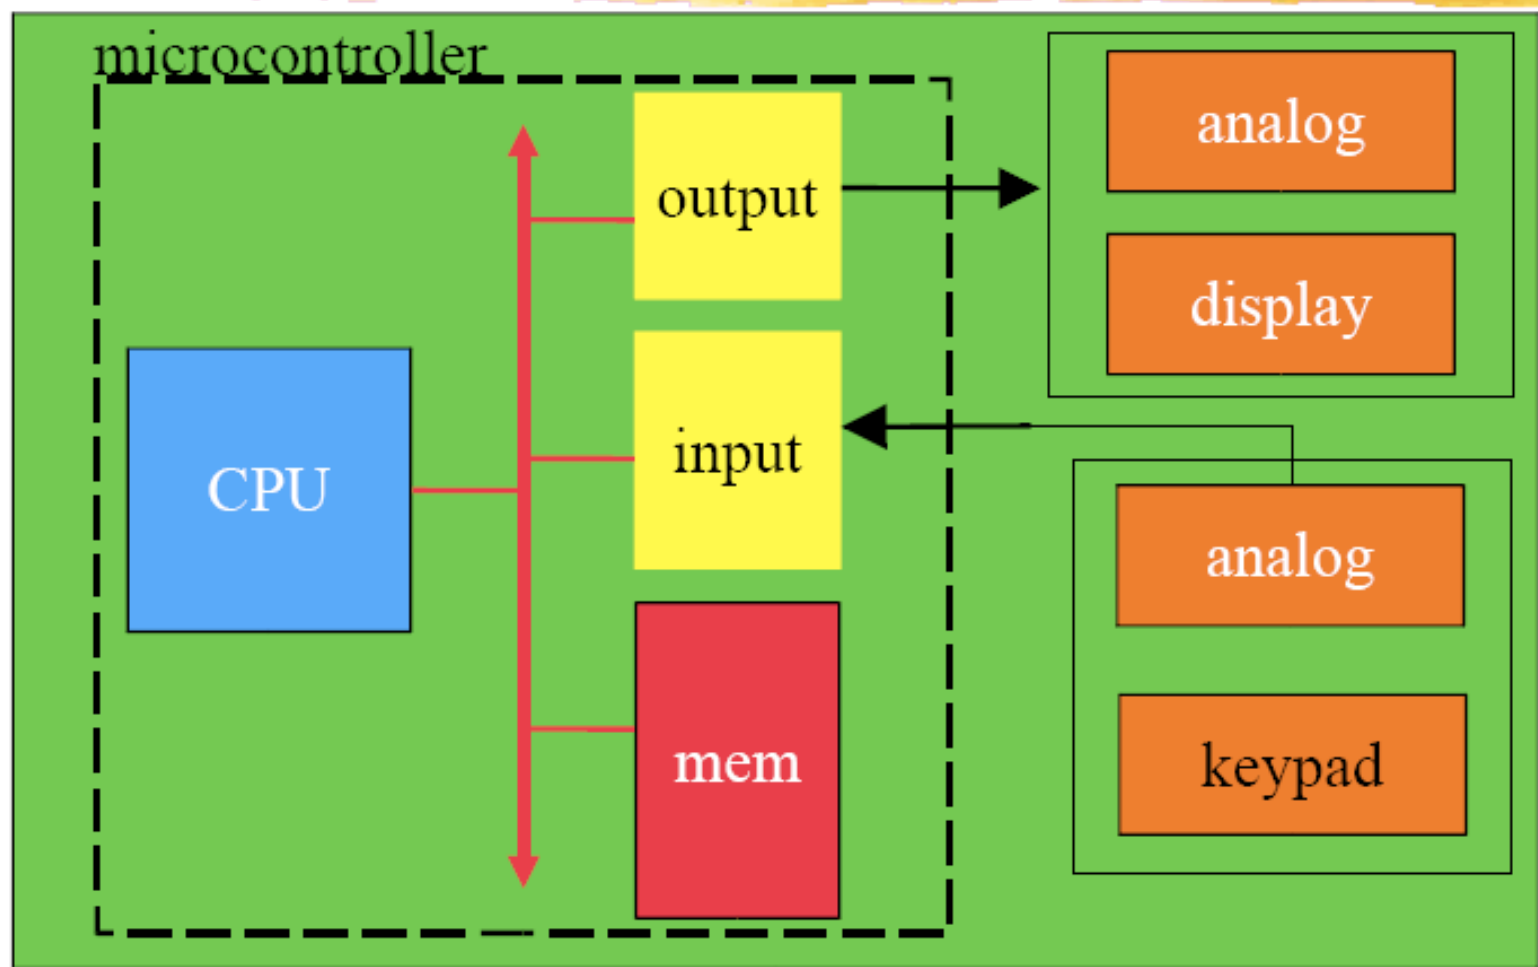 microcontroller
output
analog
display
input
CPU
analog
mem
keypad